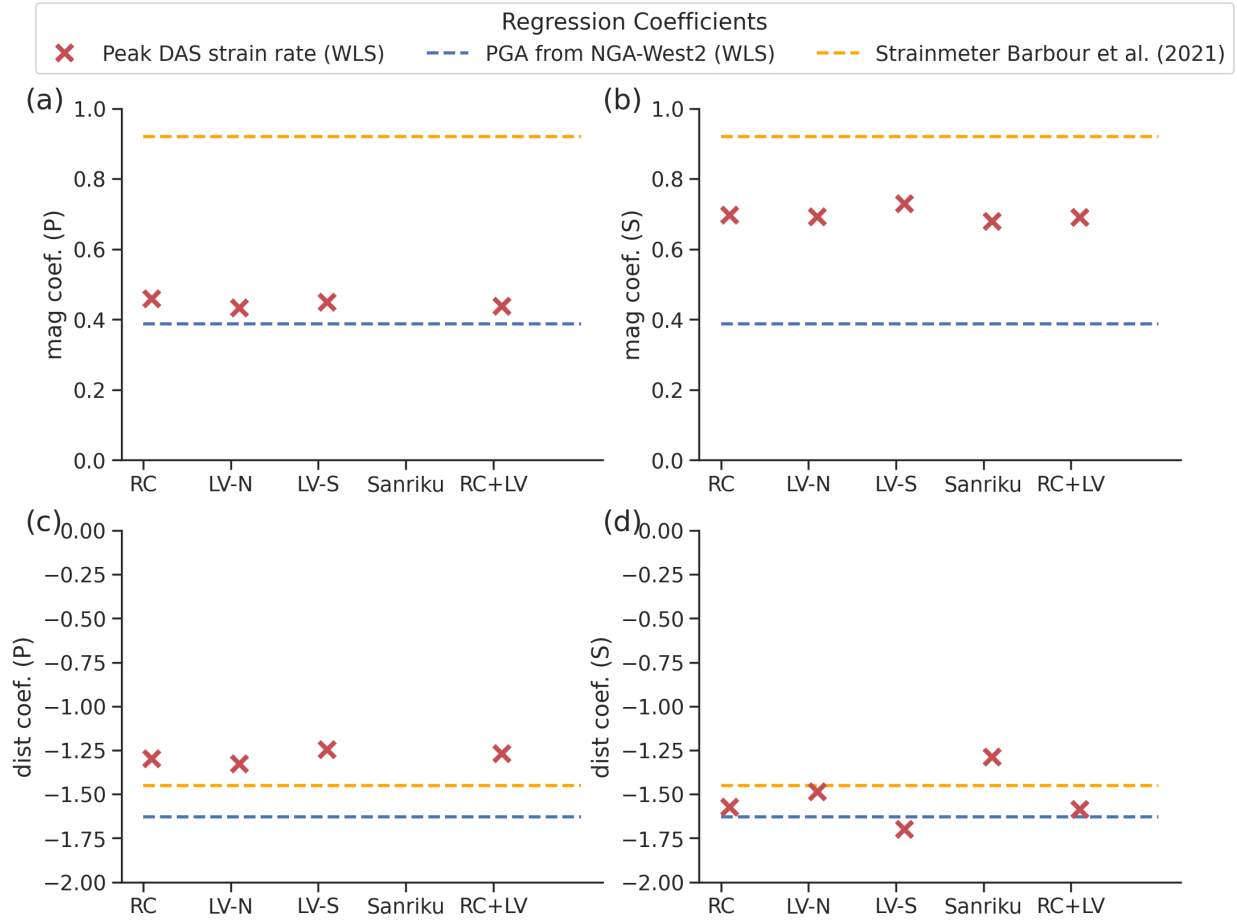 Regression Coefficients
Peak DAS strain rate (WLS) PGA from NGA-West2 (WLS) Strainmeter Barbour et al. (2021)
(a)
1.0
0.8
0.6
0.4
0.2
0.0
mag coef. (P)
RC LV-N LV-S Sanriku RC+LV
(b)
1.0
0.8
0.6
0.4
0.2
0.0
mag coef. (S)
RC LV-N LV-S Sanriku RC+LV
(c)
0.00
−0.25
−0.50
−0.75
−1.00
−1.25
−1.50
−1.75
−2.00
dist coef. (P)
RC LV-N LV-S Sanriku RC+LV
(d)
0.00
−0.25
−0.50
−0.75
−1.00
−1.25
−1.50
−1.75
−2.00
dist coef. (S)
RC LV-N LV-S Sanriku RC+LV